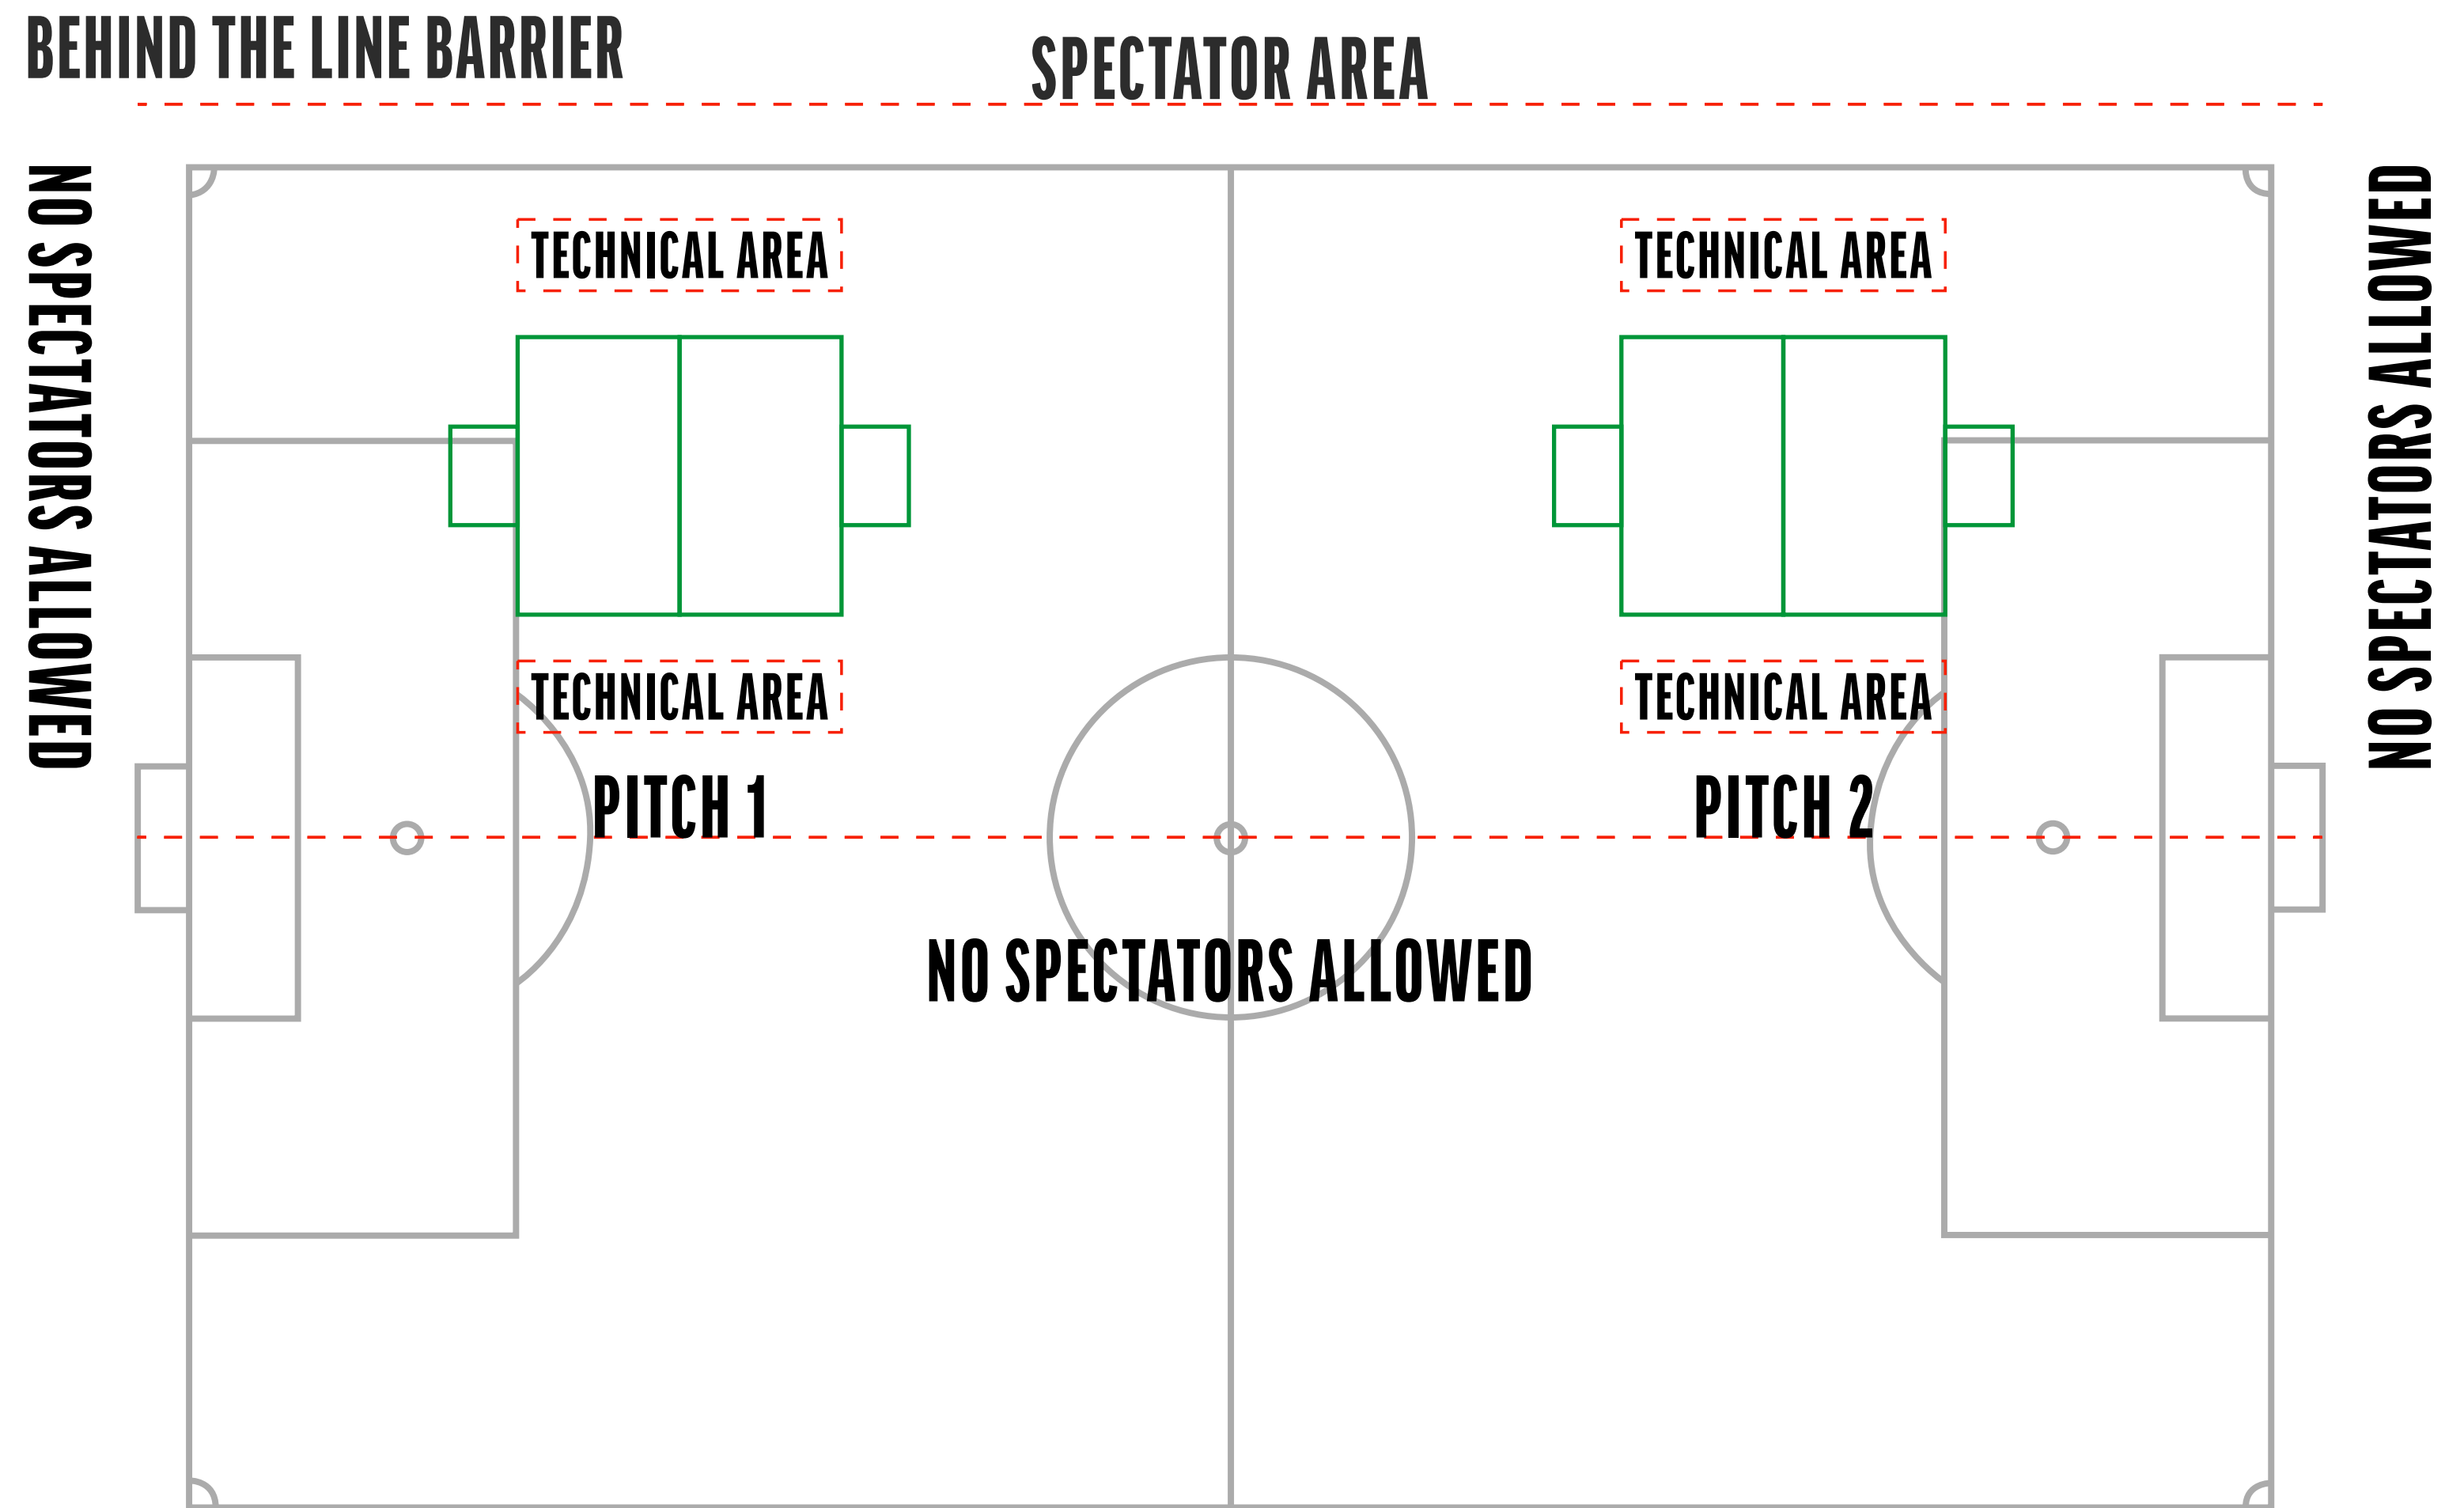 BEHIND THE LINE BARRIER
SPECTATOR AREA
NO SPECTATORS ALLOWED
NO SPECTATORS ALLOWED
TECHNICAL AREA
TECHNICAL AREA
TECHNICAL AREA
TECHNICAL AREA
PITCH 1
PITCH 2
NO SPECTATORS ALLOWED